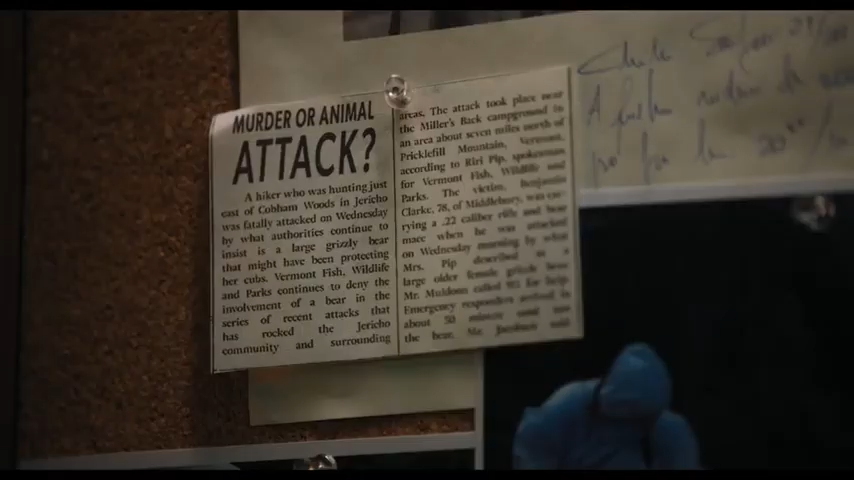 MURDER OR ANIMAL
ATTACK?
A hiker who was hunting just
east of Cobham Woods in Jericho
was fatally attacked on Wednesday
by what authorities continue to
insist is a large grizzly bear
that might have been protecting
her cubs. Vermont Fish, Wildlife
and Parks continues to deny the
involvement of a bear in the
series of recent attacks that
has rocked the Jericho
community and surrounding
areas. The attack took place near
the Miller's Back campground in
an area about seven miles north of
Pricklefill Mountain, Vermont,
according to Riri Pip, spokesman
for Vermont Fish, Wildlife and
Parks. The victim, Benjamin
Clarke, 78, of Middlebury, was car-
rying a .22 caliber rifle and bear
mace when he was attacked
on Wednesday morning by what
Mrs. Pip described as a
large older female grizzly bear.
Mr. Muldoon called 911 for help.
Emergency responders arrived in
about 50 minutes
the bear. Mr. said